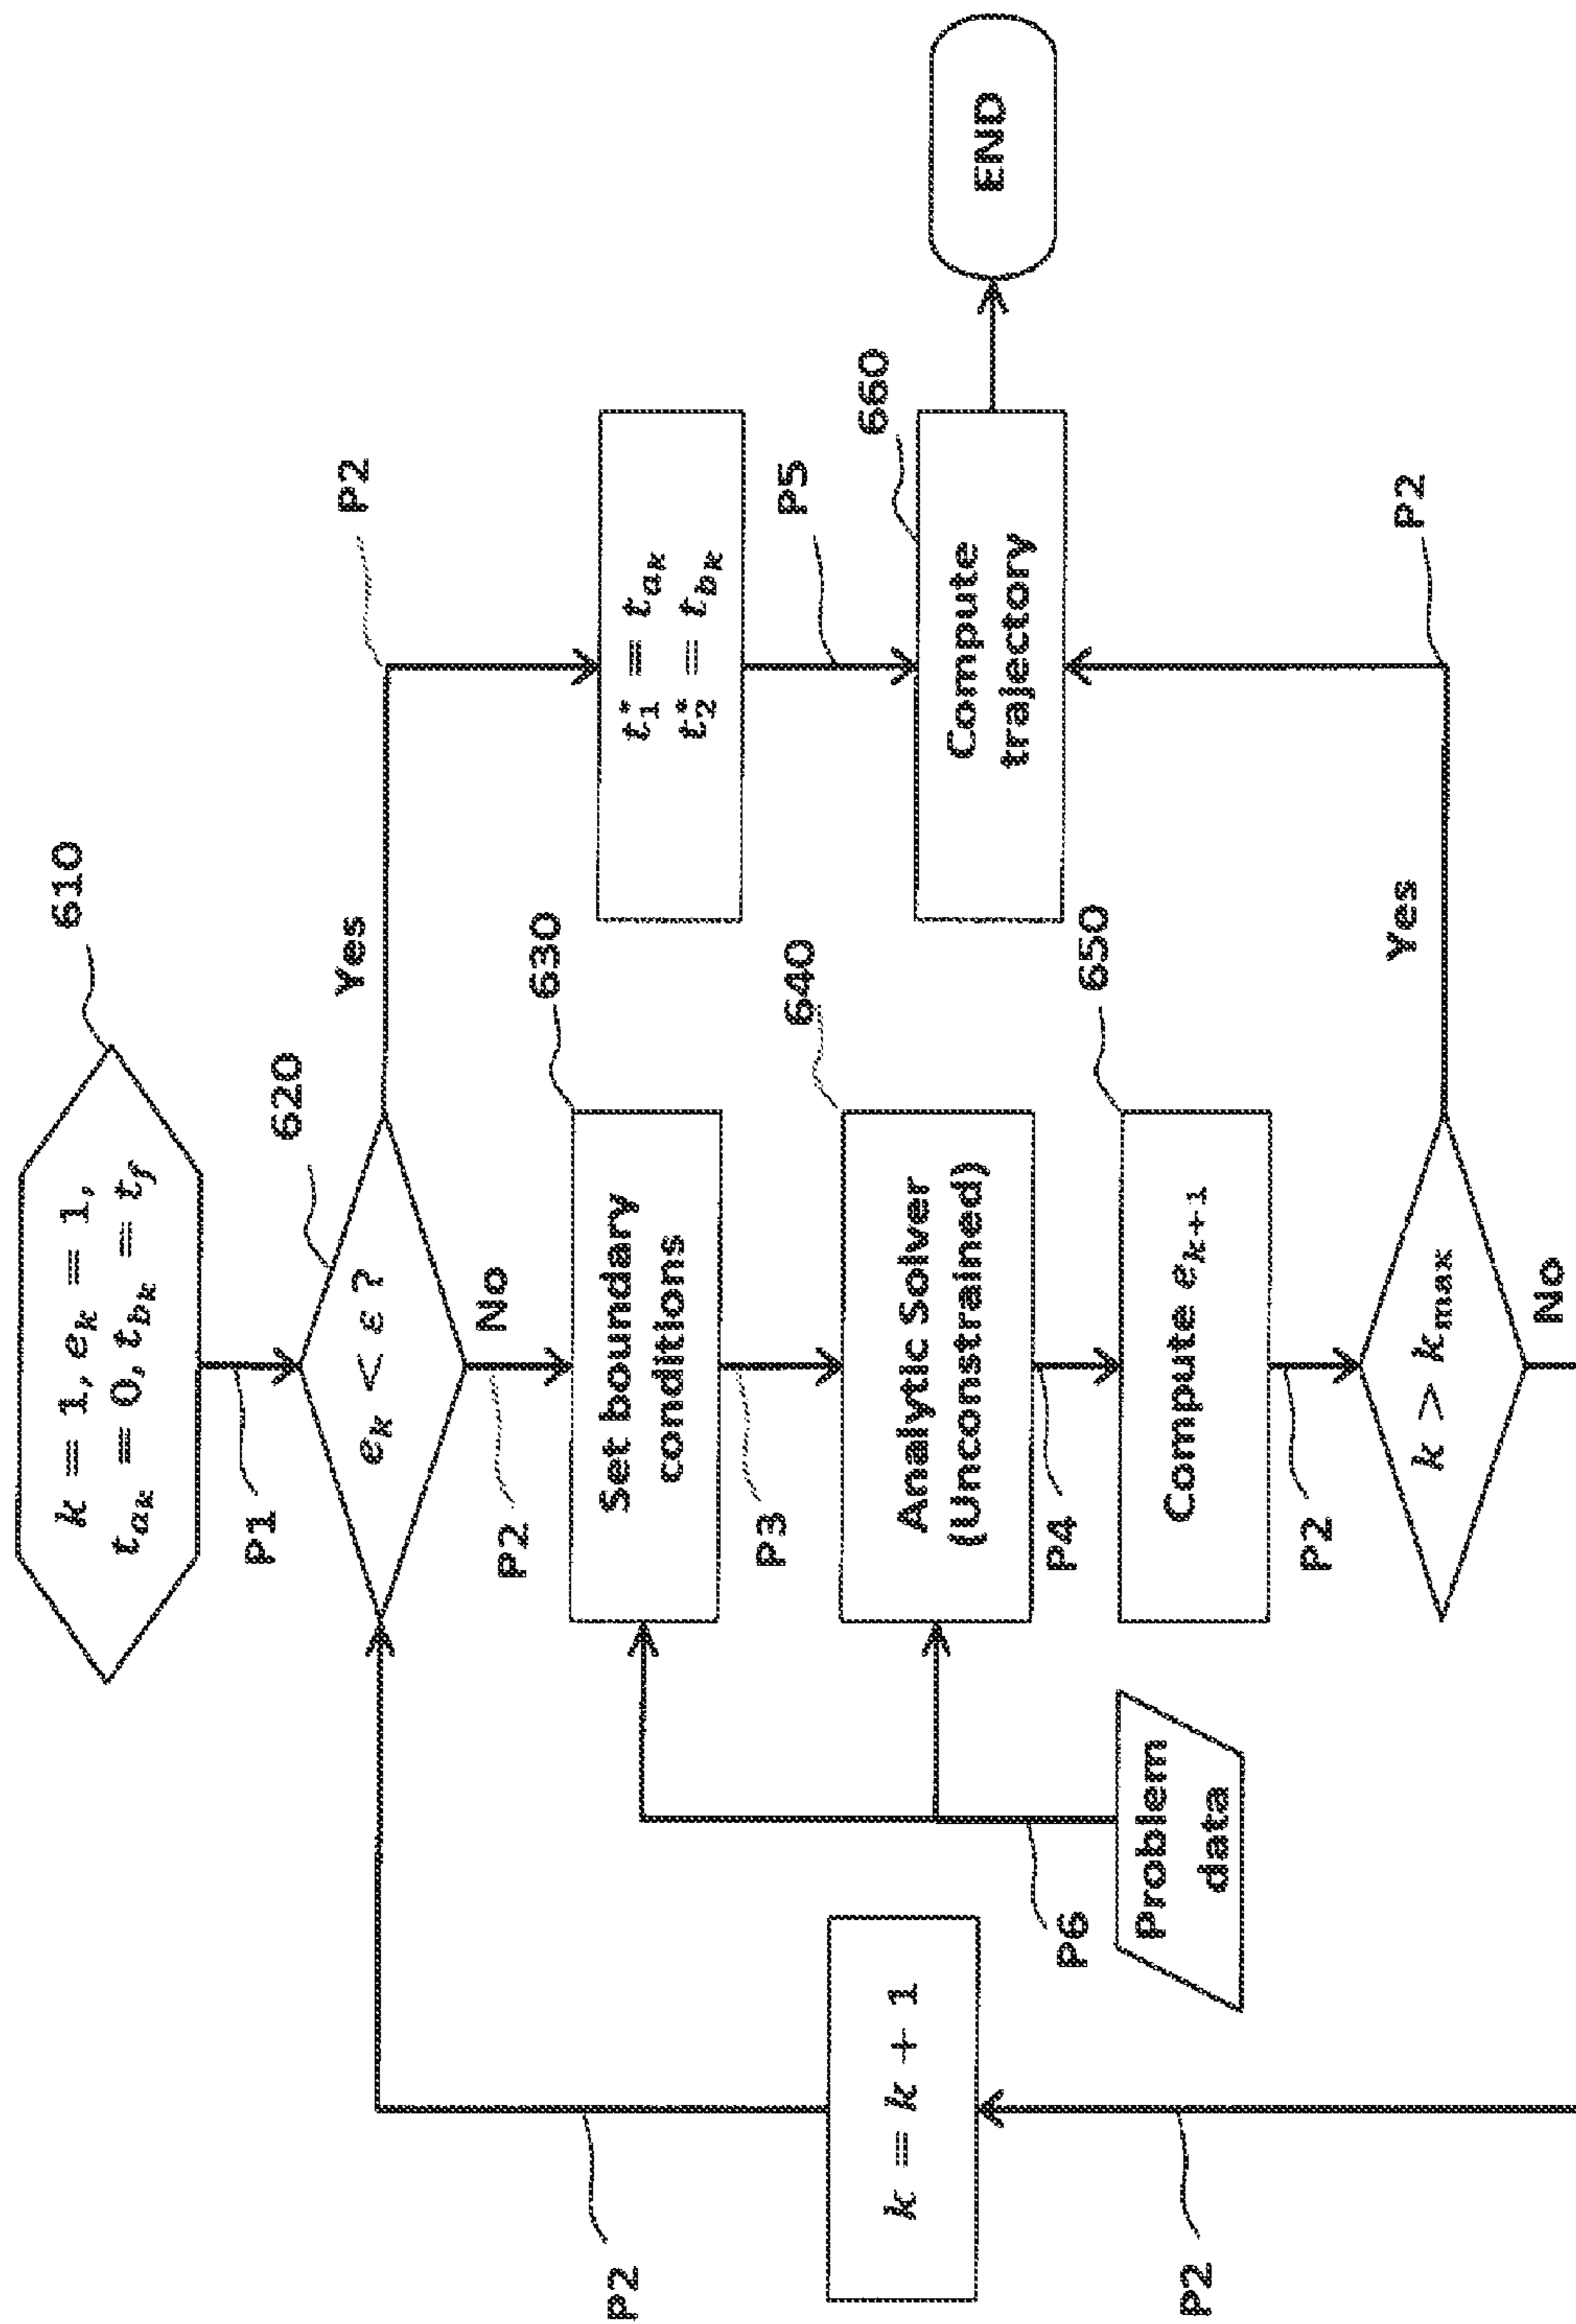 610
k = 1, e_k = 1,
t_{a_k} = 0, t_{b_k} = t_f
P1
620
e_k < ε ?
Yes
P2
No
P2
630
Set boundary
conditions
t_1^* = t_{a_k}
t_2^* = t_{b_k}
P3
P5
640
Analytic Solver
(Unconstrained)
660
Compute
trajectory
END
k = k + 1
P2
P6
P4
Problem
data
650
Compute e_{k+1}
P2
k > k_max
Yes
P2
No
P2